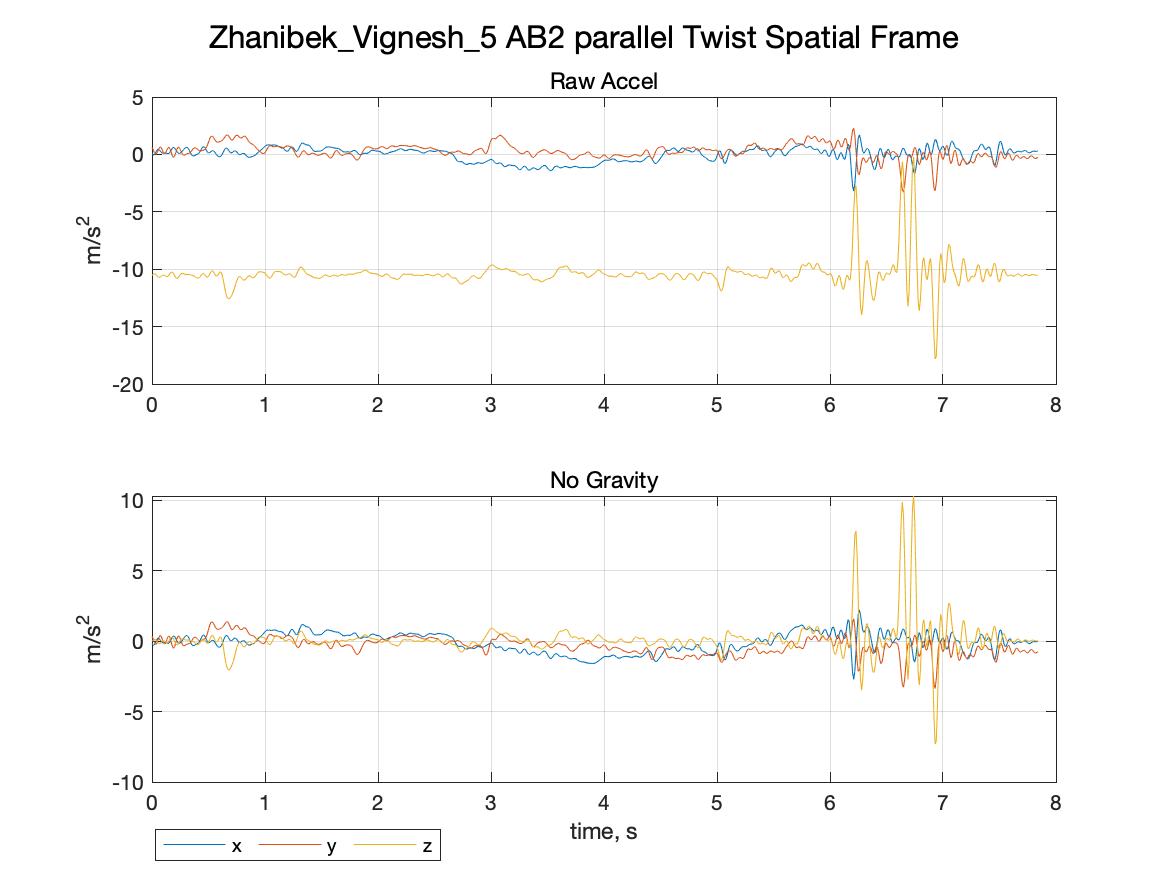 Zhanibek_Vignesh_5 AB2 parallel Twist Spatial Frame
Raw Accel
5
0
-5
-10
-15
-20
m/s²
0 1 2 3 4 5 6 7 8
No Gravity
10
5
0
-5
-10
m/s²
0 1 2 3 4 5 6 7 8
time, s
x y z